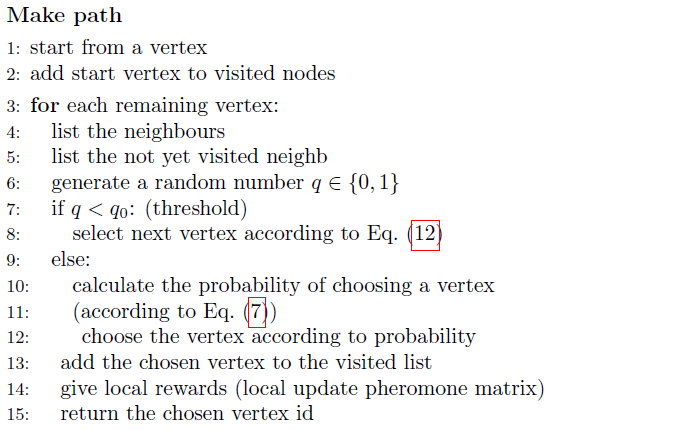 Make path
1: start from a vertex
2: add start vertex to visited nodes
3: for each remaining vertex:
4: list the neighbours
5: list the not yet visited neighb
6: generate a random number q ∈ {0, 1}
7: if q < q₀: (threshold)
8: select next vertex according to Eq. (12)
9: else:
10: calculate the probability of choosing a vertex
11: (according to Eq. (7))
12: choose the vertex according to probability
13: add the chosen vertex to the visited list
14: give local rewards (local update pheromone matrix)
15: return the chosen vertex id